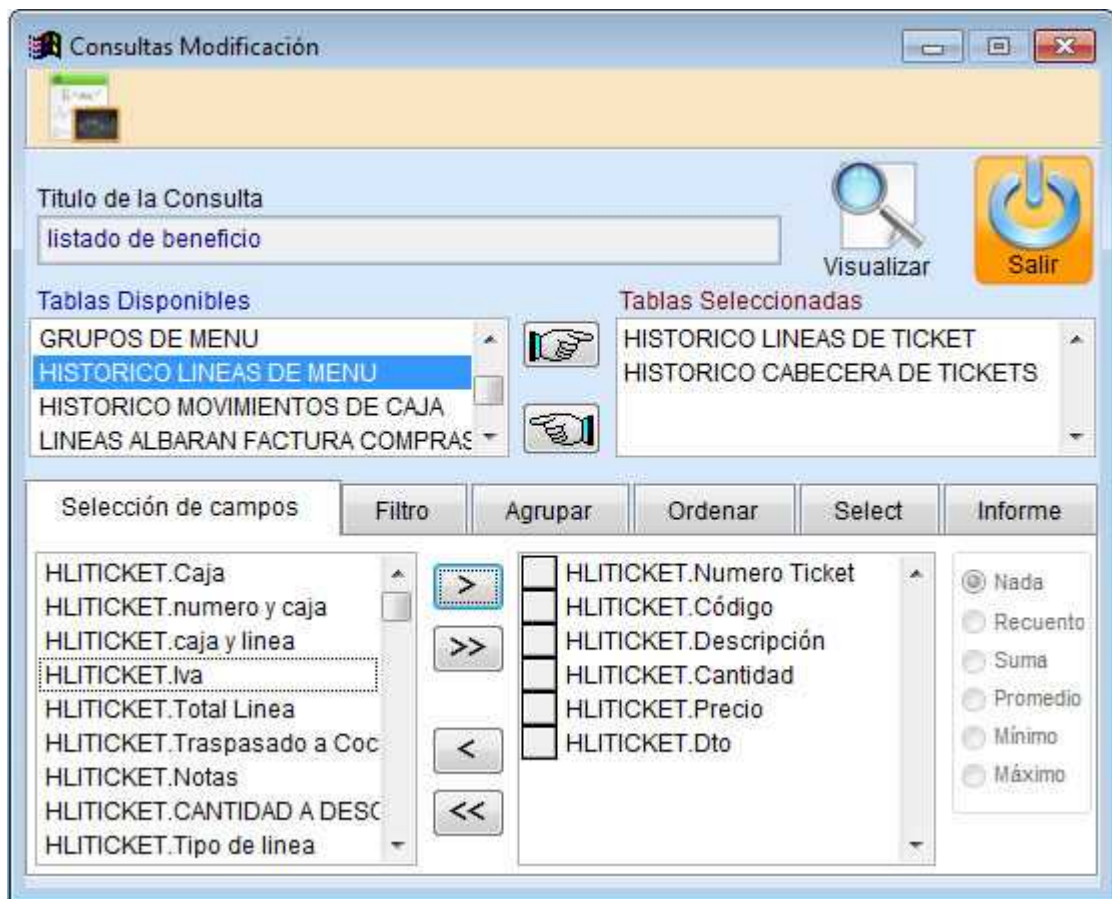 Consultas Modificación
Titulo de la Consulta
listado de beneficio
Visualizar
Salir
Tablas Disponibles
Tablas Seleccionadas
GRUPOS DE MENU
HISTORICO LINEAS DE MENU
HISTORICO MOVIMIENTOS DE CAJA
LINEAS ALBARAN FACTURA COMPRAS
HISTORICO LINEAS DE TICKET
HISTORICO CABECERA DE TICKETS
Selección de campos
Filtro
Agrupar
Ordenar
Select
Informe
HLITICKET.Caja
HLITICKET.numero y caja
HLITICKET.caja y linea
HLITICKET.Iva
HLITICKET.Total Linea
HLITICKET.Traspasado a Coc
HLITICKET.Notas
HLITICKET.CANTIDAD A DESC
HLITICKET.Tipo de linea
>
>>
<
<<
HLITICKET.Numero Ticket
HLITICKET.Código
HLITICKET.Descripción
HLITICKET.Cantidad
HLITICKET.Precio
HLITICKET.Dto
Nada
Recuento
Suma
Promedio
Mínimo
Máximo